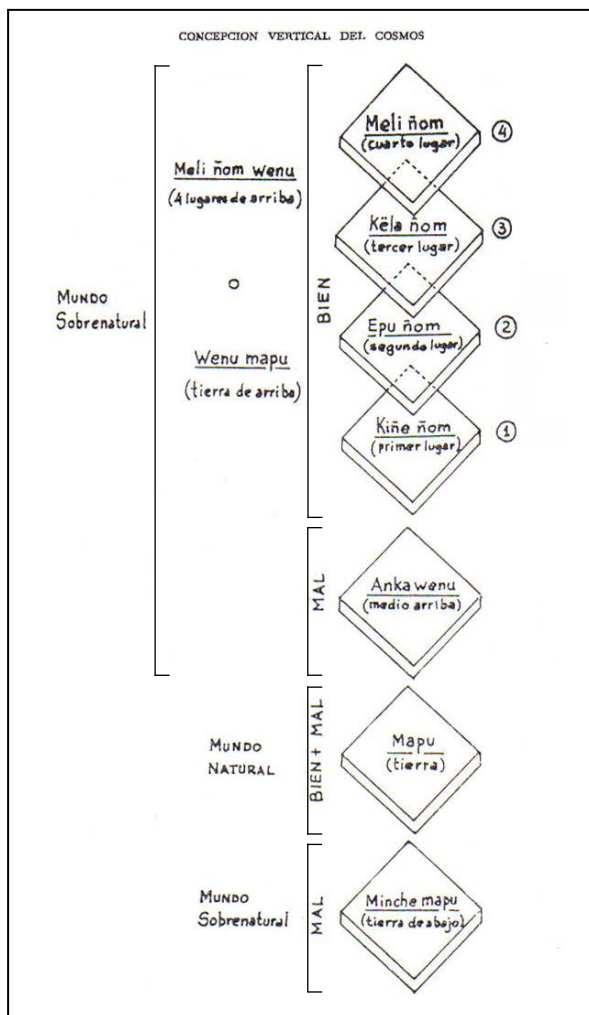 CONCEPCION VERTICAL DEL COSMOS
Meli ñom
(cuarto lugar)
4
Meli ñom wenu
(4 lugares de arriba)
Këla ñom
(tercer lugar)
3
o
BIEN
MUNDO
Sobrenatural
Epu ñom
(segundo lugar)
2
Wenu mapu
(tierra de arriba)
Kiñe ñom
(primer lugar)
1
MAL
Anka wenu
(medio arriba)
MUNDO
NATURAL
BIEN + MAL
Mapu
(tierra)
MUNDO
Sobrenatural
MAL
Minche mapu
(tierra de abajo)